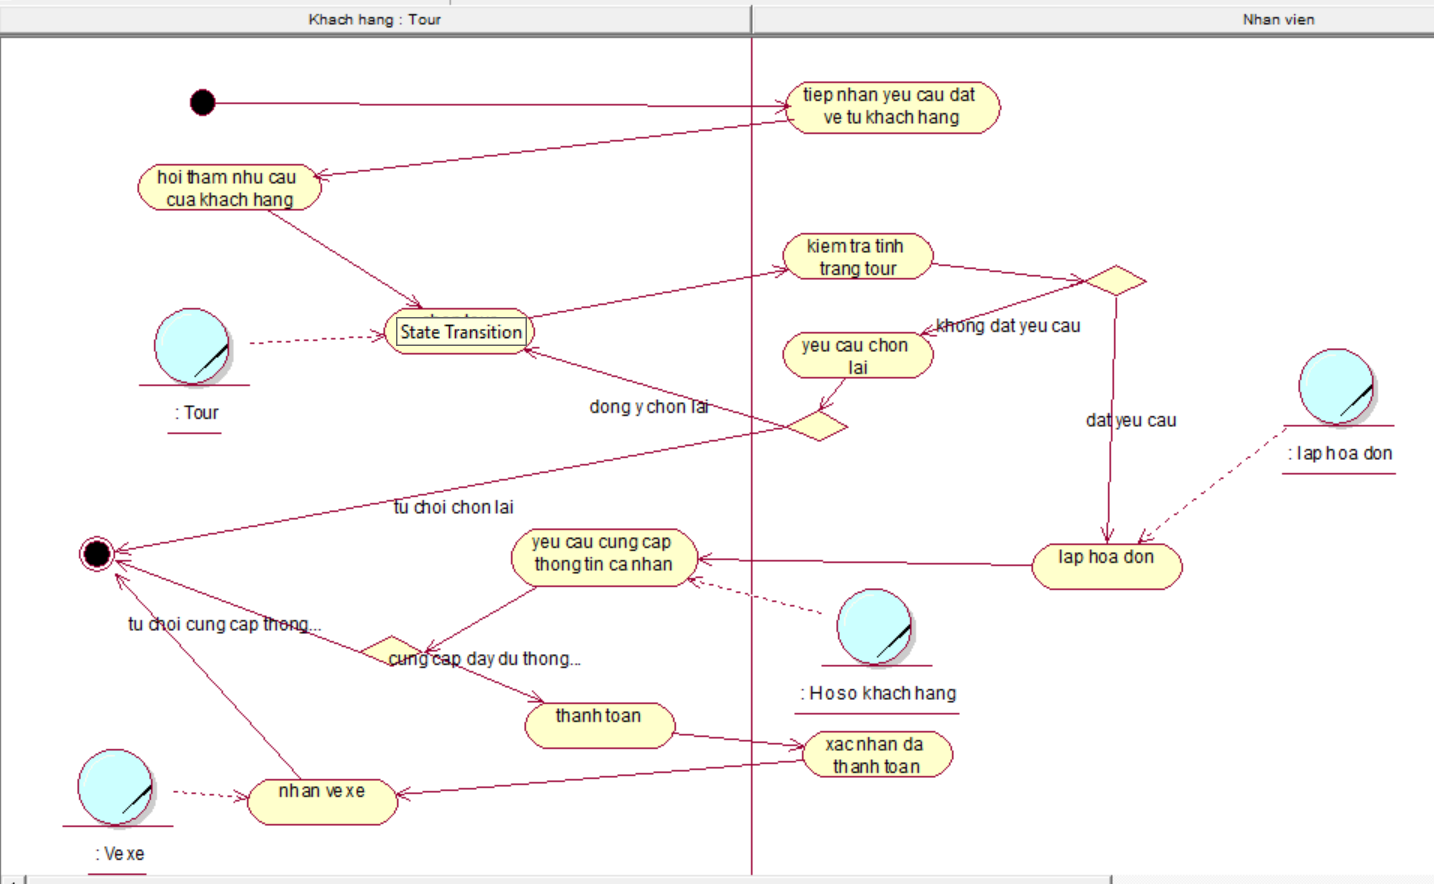 Khach hang : Tour
Nhan vien
tiep nhan yeu cau dat
ve tu khach hang
hoi tham nhu cau
cua khach hang
kiem tra tinh
trang tour
State Transition
khong dat yeu cau
yeu cau chon
lai
: Tour
dong y chon lai
dat yeu cau
: lap hoa don
tu choi chon lai
yeu cau cung cap
thong tin ca nhan
lap hoa don
tu choi cung cap thong...
cung cap day du thong...
: Ho so khach hang
thanh toan
xac nhan da
thanh toan
nhan ve xe
: Ve xe